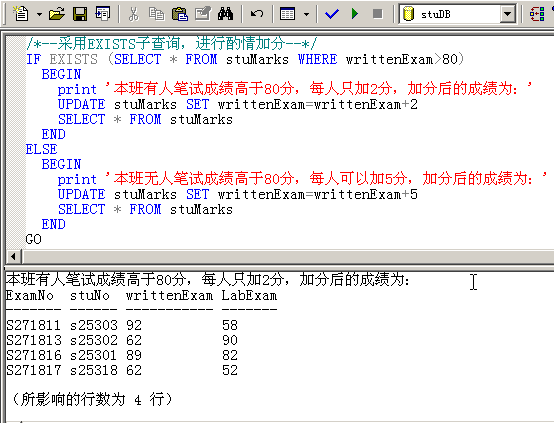 stuDB
/*--采用EXISTS子查询，进行酌情加分--*/
IF EXISTS (SELECT * FROM stuMarks WHERE writtenExam>80)
BEGIN
print '本班有人笔试成绩高于80分，每人只加2分，加分后的成绩为：'
UPDATE stuMarks SET writtenExam=writtenExam+2
SELECT * FROM stuMarks
END
ELSE
BEGIN
print '本班无人笔试成绩高于80分，每人可以加5分，加分后的成绩为：'
UPDATE stuMarks SET writtenExam=writtenExam+5
SELECT * FROM stuMarks
END
GO
本班有人笔试成绩高于80分，每人只加2分，加分后的成绩为：
ExamNo stuNo writtenExam LabExam
------- ------ ----------- -------
S271811 s25303 92 58
S271813 s25302 62 90
S271816 s25301 89 82
S271817 s25318 62 52
（所影响的行数为 4 行）